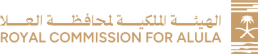 الهيئة الملكية لمحافظة العلا
ROYAL COMMISSION FOR ALULA